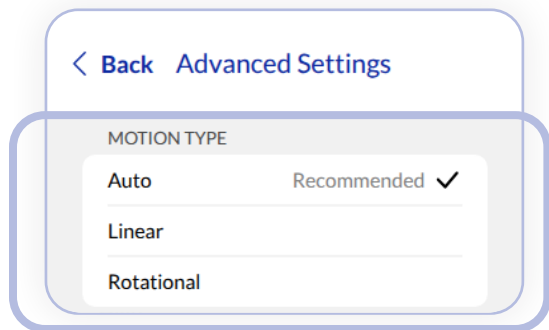 Back Advanced Settings
MOTION TYPE
Auto Recommended
Linear
Rotational